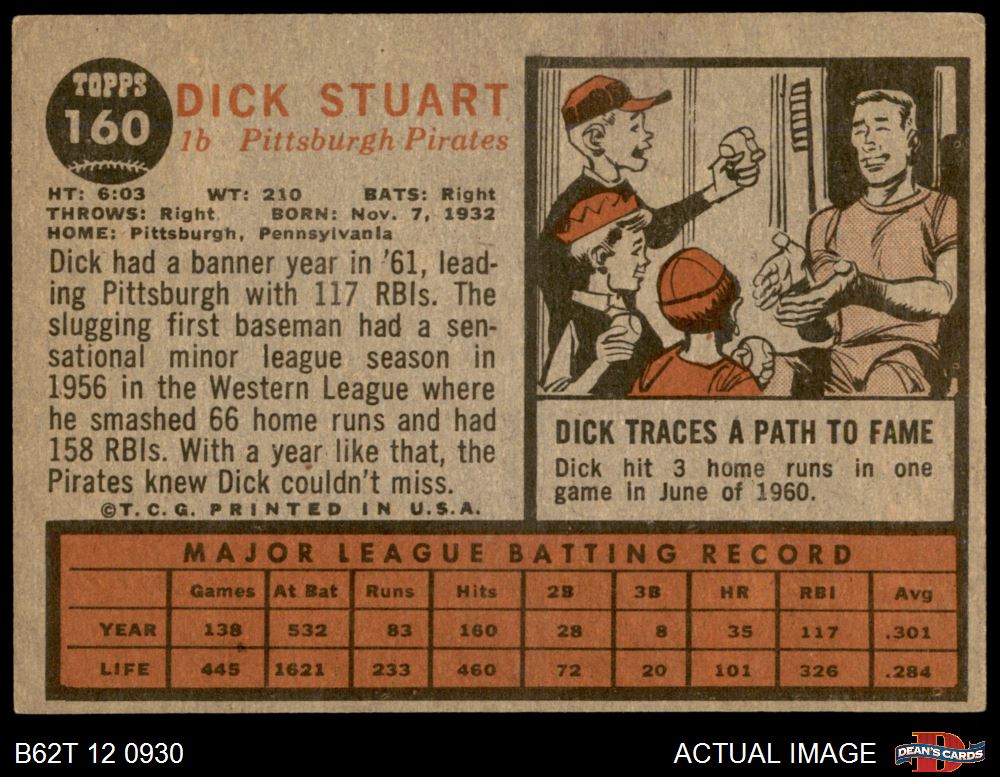 TOPPS
160
DICK STUART
1b Pittsburgh Pirates
HT: 6:03 WT: 210 BATS: Right
THROWS: Right BORN: Nov. 7, 1932
HOME: Pittsburgh, Pennsylvania
Dick had a banner year in '61, lead-
ing Pittsburgh with 117 RBIs. The
slugging first baseman had a sen-
sational minor league season in
1956 in the Western League where
he smashed 66 home runs and had
158 RBIs. With a year like that, the
Pirates knew Dick couldn't miss.
©T.C.G. PRINTED IN U.S.A.
DICK TRACES A PATH TO FAME
Dick hit 3 home runs in one
game in June of 1960.
MAJOR LEAGUE BATTING RECORD
Games At Bat Runs Hits 2B 3B HR RBI Avg
YEAR 138 532 83 160 28 8 35 117 .301
LIFE 445 1621 233 460 72 20 101 326 .284
B62T 12 0930
ACTUAL IMAGE
D
DEAN'S CARDS